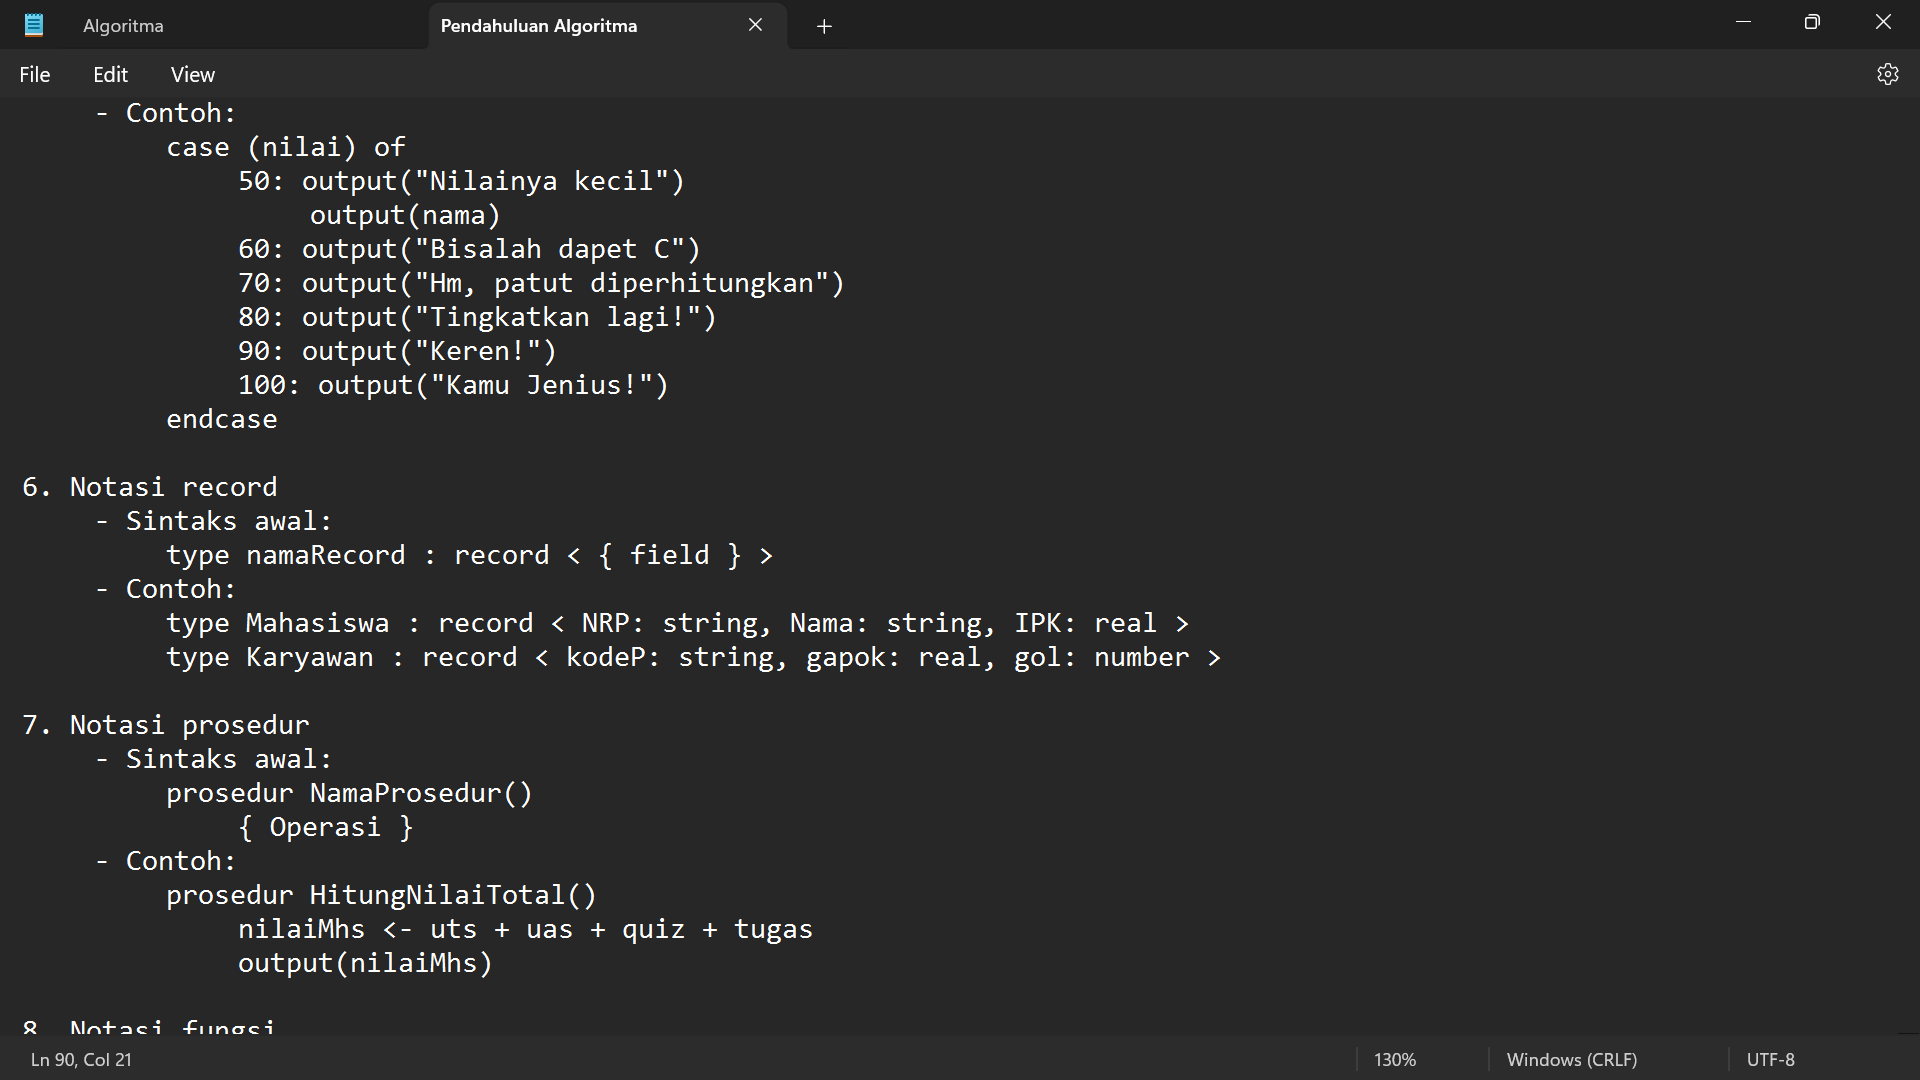 Algoritma
Pendahuluan Algoritma
File Edit View
- Contoh:
case (nilai) of
50: output("Nilainya kecil")
output(nama)
60: output("Bisalah dapet C")
70: output("Hm, patut diperhitungkan")
80: output("Tingkatkan lagi!")
90: output("Keren!")
100: output("Kamu Jenius!")
endcase
6. Notasi record
- Sintaks awal:
type namaRecord : record < { field } >
- Contoh:
type Mahasiswa : record < NRP: string, Nama: string, IPK: real >
type Karyawan : record < kodeP: string, gapok: real, gol: number >
7. Notasi prosedur
- Sintaks awal:
prosedur NamaProsedur()
{ Operasi }
- Contoh:
prosedur HitungNilaiTotal()
nilaiMhs <- uts + uas + quiz + tugas
output(nilaiMhs)
8. Notasi fungsi
Ln 90, Col 21 130% Windows (CRLF) UTF-8